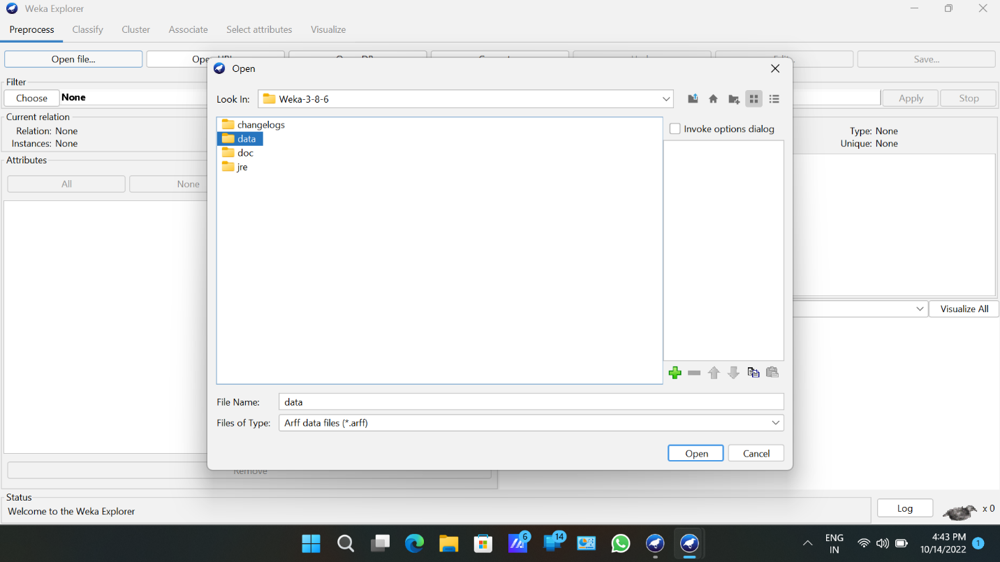 Weka Explorer
Preprocess Classify Cluster Associate Select attributes Visualize
Open file... Save...
Filter
Choose None Apply Stop
Current relation
Relation: None
Instances: None
Type: None
Unique: None
Attributes
All None
Visualize All
Open
Look In: Weka-3-8-6
changelogs
data
doc
jre
Invoke options dialog
File Name: data
Files of Type: Arff data files (*.arff)
Open Cancel
Remove
Status
Welcome to the Weka Explorer
Log x 0
6
14
ENG
IN
4:43 PM
10/14/2022
1